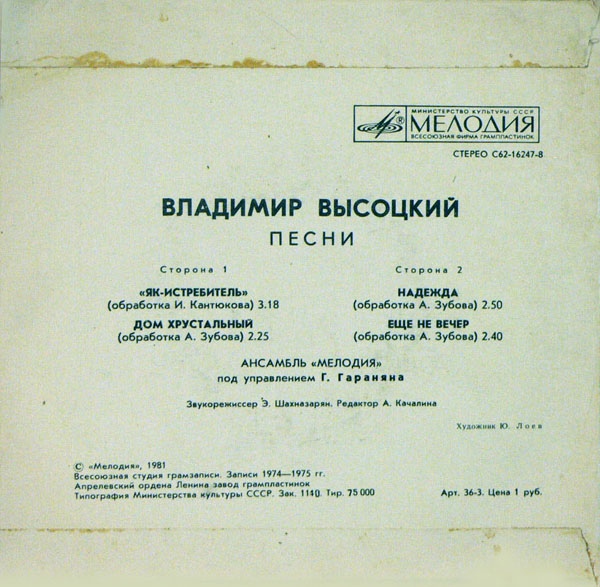 МИНИСТЕРСТВО КУЛЬТУРЫ СССР
® МЕЛОДИЯ
ВСЕСОЮЗНАЯ ФИРМА ГРАМПЛАСТИНОК
СТЕРЕО С62-16247-8
ВЛАДИМИР ВЫСОЦКИЙ
ПЕСНИ
Сторона 1
«ЯК-ИСТРЕБИТЕЛЬ»
(обработка И. Кантюкова) 3.18
ДОМ ХРУСТАЛЬНЫЙ
(обработка А. Зубова) 2.25
Сторона 2
НАДЕЖДА
(обработка А. Зубова) 2.50
ЕЩЕ НЕ ВЕЧЕР
(обработка А. Зубова) 2.40
АНСАМБЛЬ «МЕЛОДИЯ»
под управлением Г. Гараняна
Звукорежиссер Э. Шахназарян. Редактор А. Качалина
Художник Ю. Лоев
© «Мелодия», 1981
Всесоюзная студия грамзаписи. Записи 1974—1975 гг.
Апрелевский ордена Ленина завод грампластинок
Типография Министерства культуры СССР. Зак. 1140. Тир. 75 000
Арт. 36-3. Цена 1 руб.